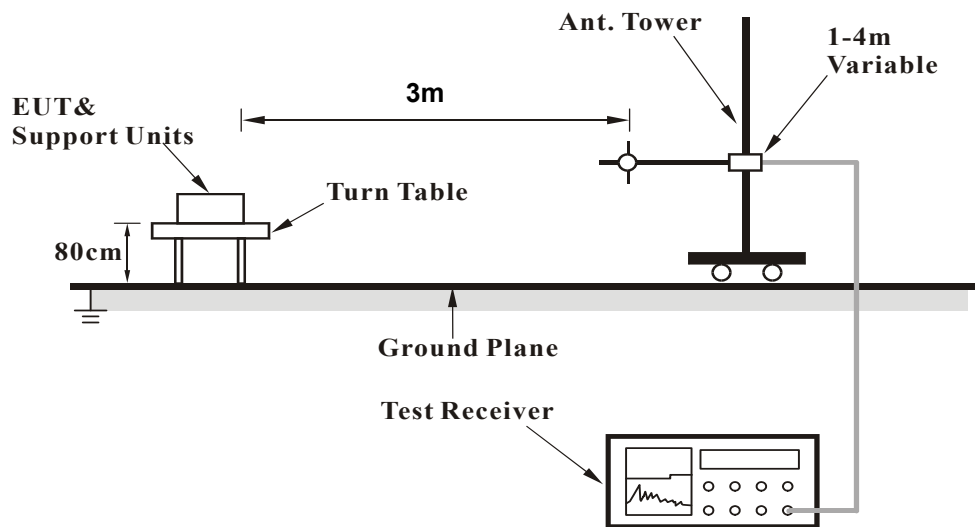 Ant. Tower
1-4m
Variable
3m
EUT&
Support Units
Turn Table
80cm
Ground Plane
Test Receiver